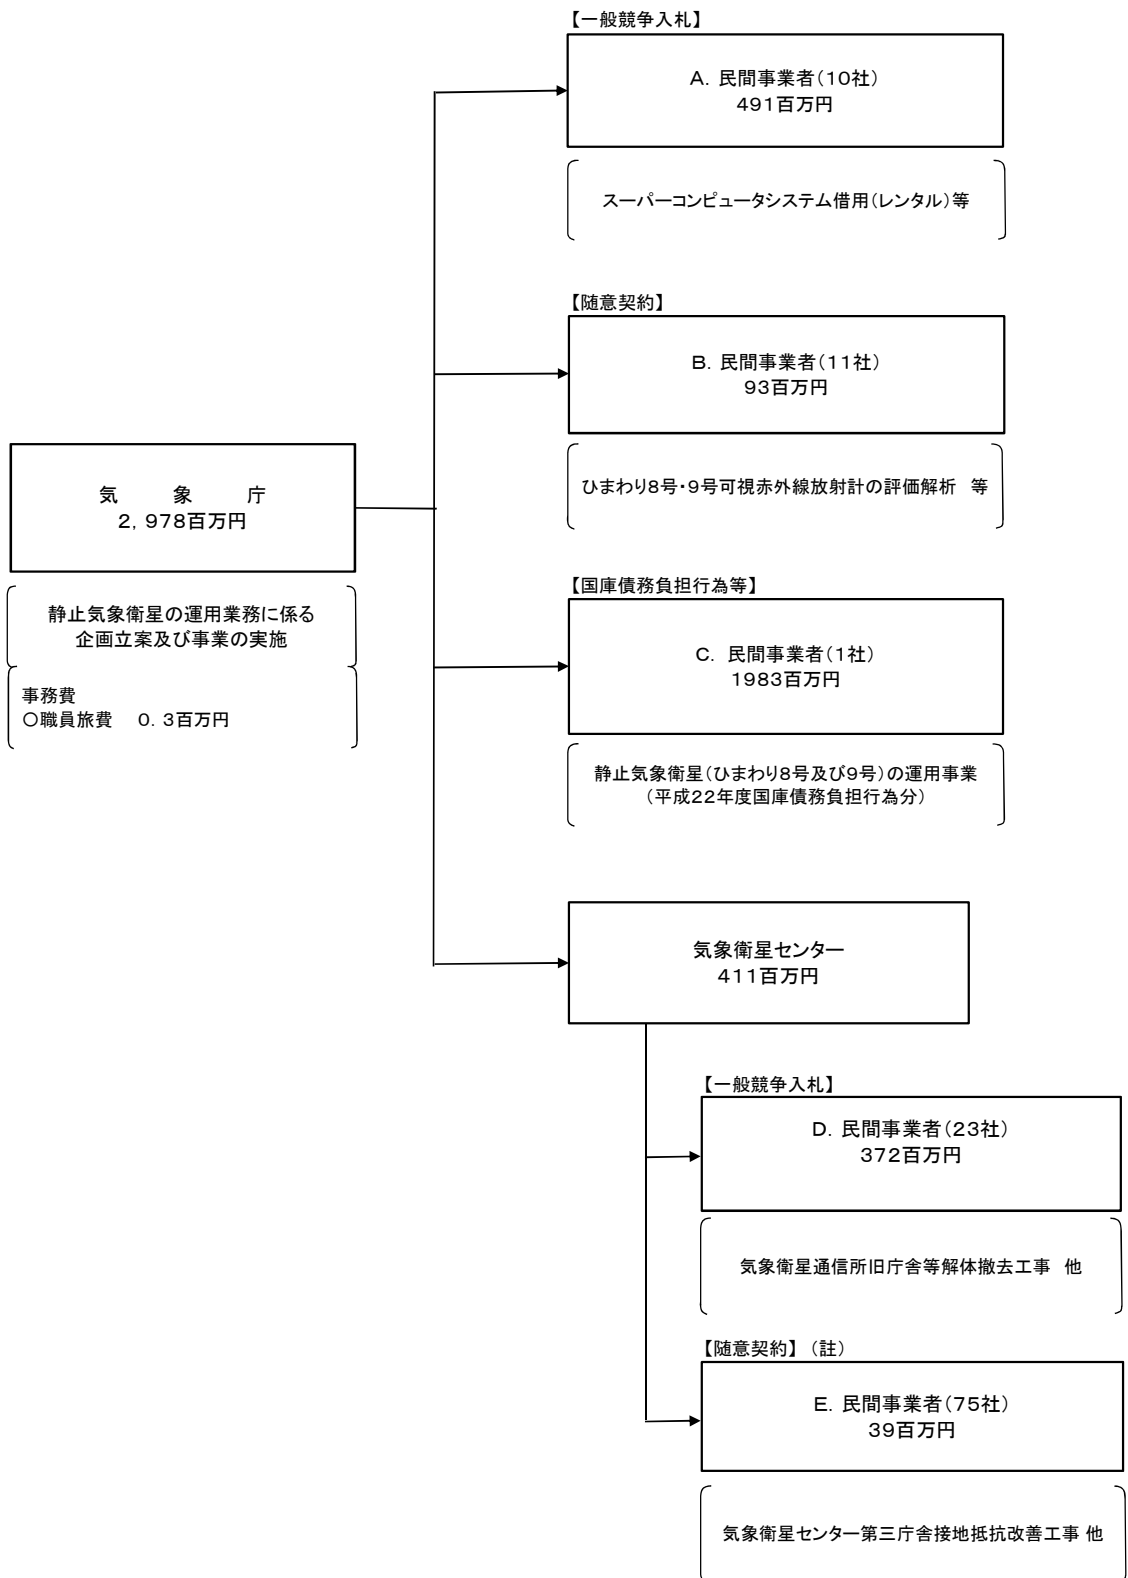 【一般競争入札】
A．民間事業者（１０社）
４９１百万円
スーパーコンピュータシステム借用（レンタル）等
【随意契約】
B．民間事業者（１１社）
９３百万円
ひまわり８号・９号可視赤外線放射計の評価解析　等
気　　象　　庁
２，９７８百万円
静止気象衛星の運用業務に係る
企画立案及び事業の実施
事務費
○職員旅費　０．３百万円
【国庫債務負担行為等】
C．民間事業者（１社）
１９８３百万円
静止気象衛星（ひまわり８号及び９号）の運用事業
（平成２２年度国庫債務負担行為分）
気象衛星センター
４１１百万円
【一般競争入札】
D．民間事業者（２３社）
３７２百万円
気象衛星通信所旧庁舎等解体撤去工事　他
【随意契約】（註）
E．民間事業者（７５社）
３９百万円
気象衛星センター第三庁舎接地抵抗改善工事 他